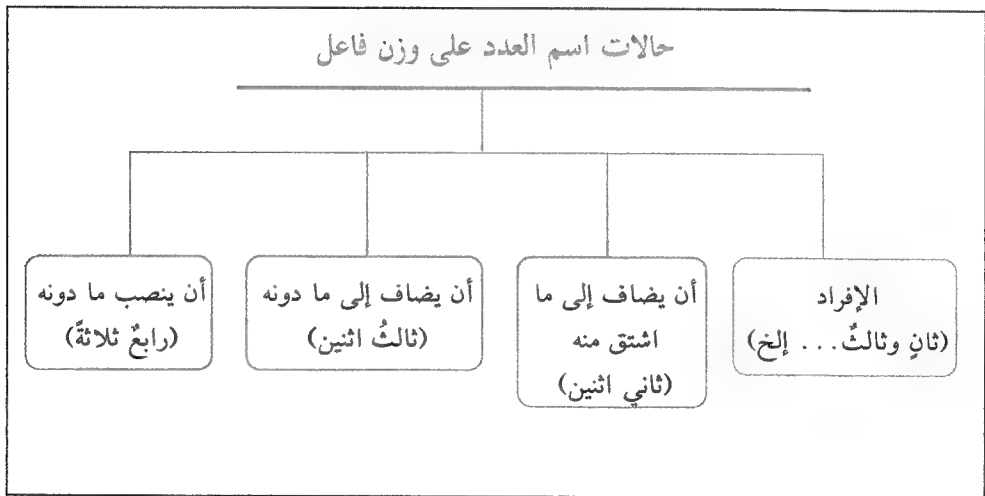 حالات اسم العدد على وزن فاعل
الإفراد
(ثانٍ وثالثٌ... إلخ)
أن يضاف إلى ما
اشتق منه
(ثاني اثنين)
أن يضاف إلى ما دونه
(ثالثُ اثنين)
أن ينصب ما دونه
(رابعٌ ثلاثةً)